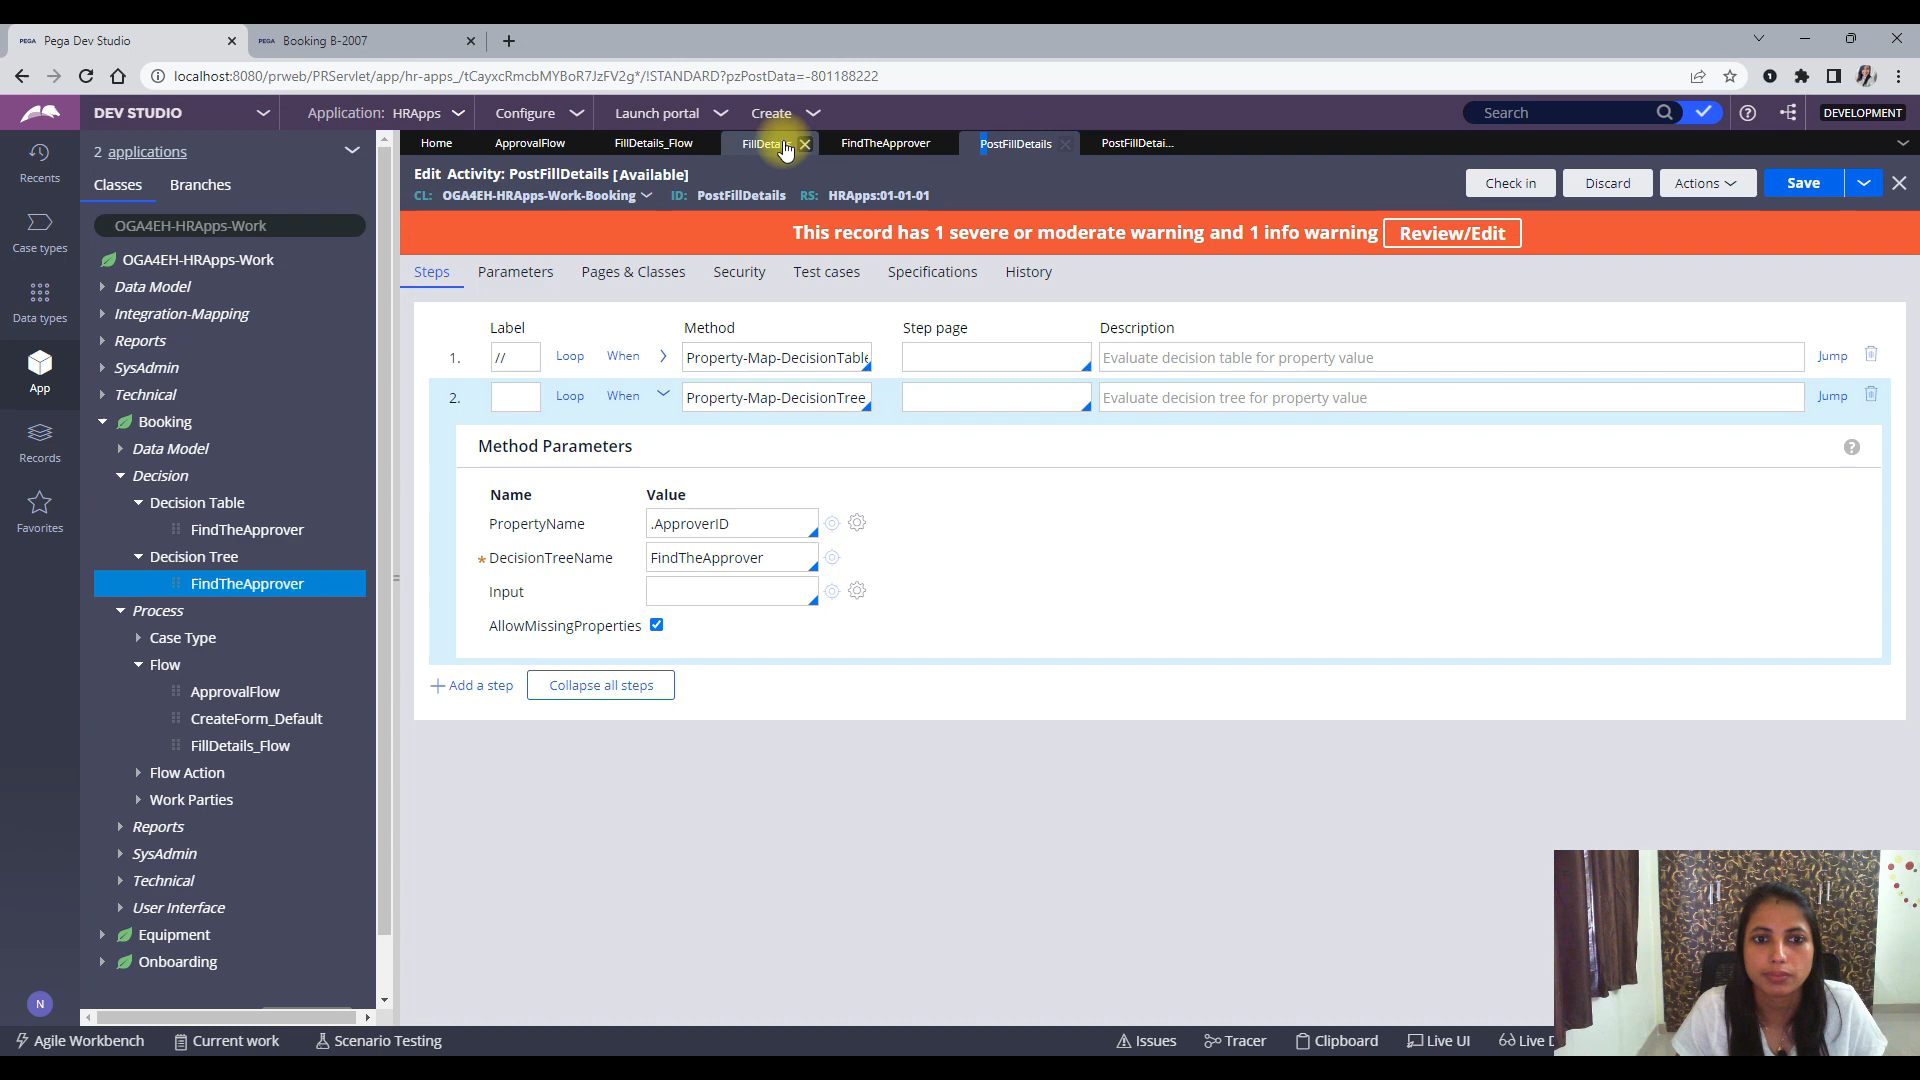 PEGA Pega Dev Studio
PEGA Booking B-2007
localhost:8080/prweb/PRServlet/app/hr-apps_/tCayxcRmcbMYBoR7JzFV2g*/!STANDARD?pzPostData=-801188222
DEV STUDIO
Application: HRApps
Configure
Launch portal
Create
Search
DEVELOPMENT
Recents
Case types
Data types
App
Records
Favorites
N
2 applications
Classes
Branches
OGA4EH-HRApps-Work
OGA4EH-HRApps-Work
Data Model
Integration-Mapping
Reports
SysAdmin
Technical
Booking
Data Model
Decision
Decision Table
FindTheApprover
Decision Tree
FindTheApprover
Process
Case Type
Flow
ApprovalFlow
CreateForm_Default
FillDetails_Flow
Flow Action
Work Parties
Reports
SysAdmin
Technical
User Interface
Equipment
Onboarding
Home
ApprovalFlow
FillDetails_Flow
FillDetails
FindTheApprover
PostFillDetails
PostFillDetai...
Edit Activity: PostFillDetails [Available]
CL: OGA4EH-HRApps-Work-Booking ID: PostFillDetails RS: HRApps:01-01-01
Check in
Discard
Actions
Save
This record has 1 severe or moderate warning and 1 info warning Review/Edit
Steps
Parameters
Pages & Classes
Security
Test cases
Specifications
History
Label Method Step page Description
1. // Loop When Property-Map-DecisionTable Evaluate decision table for property value Jump
2. Loop When Property-Map-DecisionTree Evaluate decision tree for property value Jump
Method Parameters
Name Value
PropertyName .ApproverID
* DecisionTreeName FindTheApprover
Input
AllowMissingProperties
Add a step
Collapse all steps
Agile Workbench
Current work
Scenario Testing
Issues
Tracer
Clipboard
Live UI
Live D